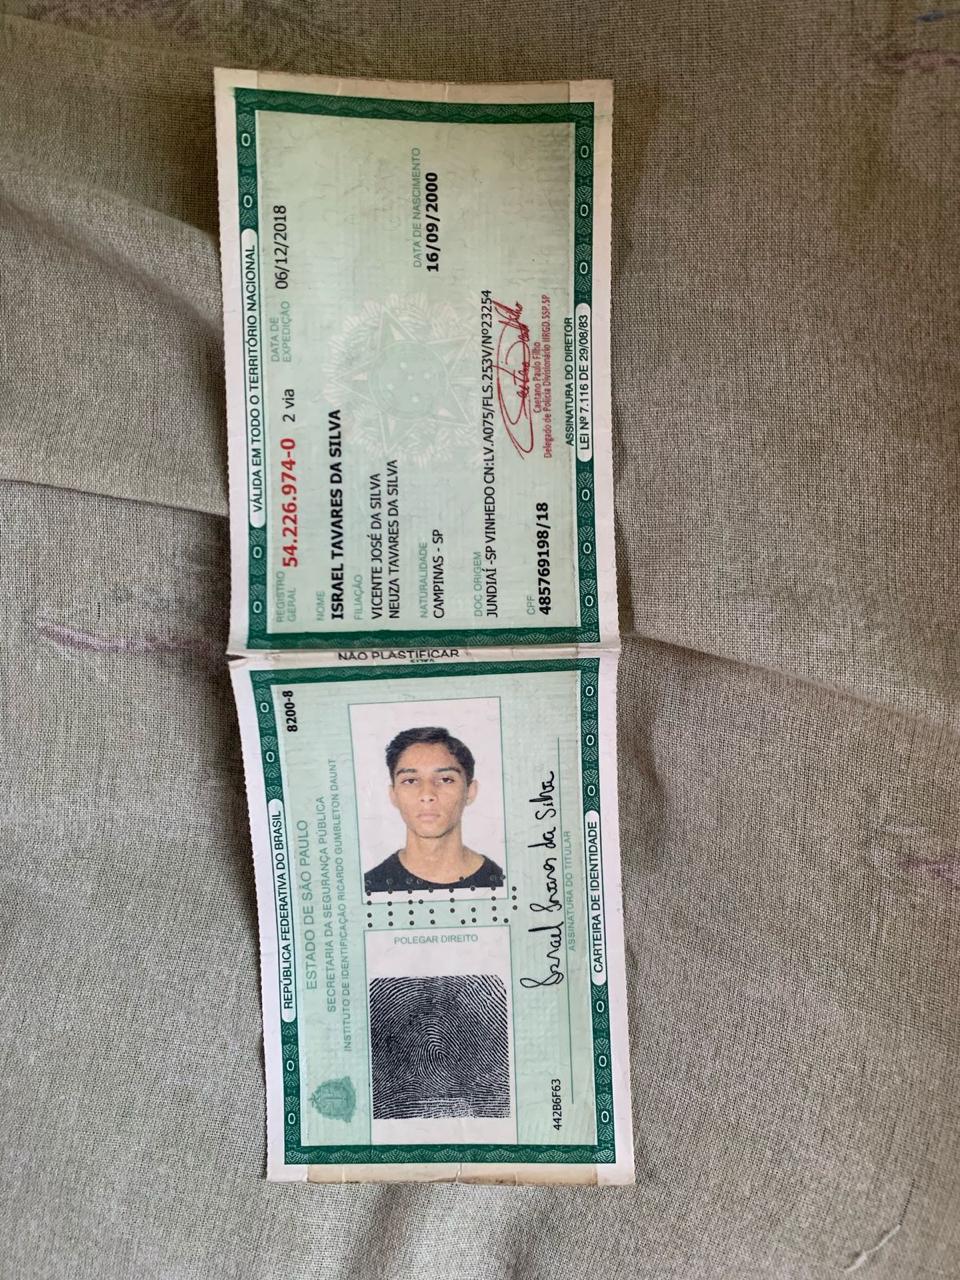 REPÚBLICA FEDERATIVA DO BRASIL
8200-8
ESTADO DE SÃO PAULO
SECRETARIA DA SEGURANÇA PÚBLICA
INSTITUTO DE IDENTIFICAÇÃO RICARDO GUMBLETON DAUNT
POLEGAR DIREITO
Israel Tavares da Silva
442B6F63
ASSINATURA DO TITULAR
CARTEIRA DE IDENTIDADE
NÃO PLASTIFICAR
VÁLIDA EM TODO O TERRITÓRIO NACIONAL
REGISTRO GERAL 54.226.974-0 2 via DATA DE EXPEDIÇÃO 06/12/2018
NOME
ISRAEL TAVARES DA SILVA
FILIAÇÃO
VICENTE JOSÉ DA SILVA
NEUZA TAVARES DA SILVA
NATURALIDADE DATA DE NASCIMENTO
CAMPINAS - SP 16/09/2000
DOC ORIGEM
JUNDIAÍ -SP VINHEDO CN:LV.A075/FLS.253V/Nº23254
CPF
485769198/18
Caetano Paulo Filho
Delegado de Polícia Divisionário IIRGD.SSP.SP
ASSINATURA DO DIRETOR
LEI Nº 7.116 DE 29/08/83